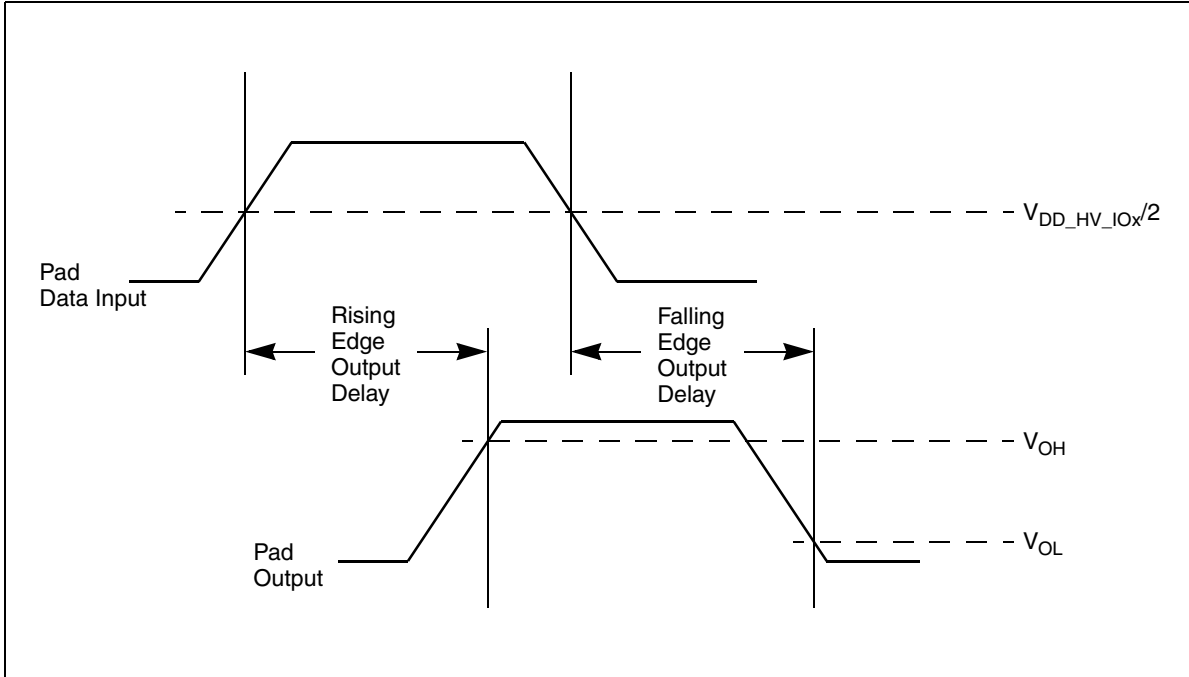 V_DD_HV_IOx/2
Pad
Data Input
Rising
Edge
Output
Delay
Falling
Edge
Output
Delay
V_OH
V_OL
Pad
Output